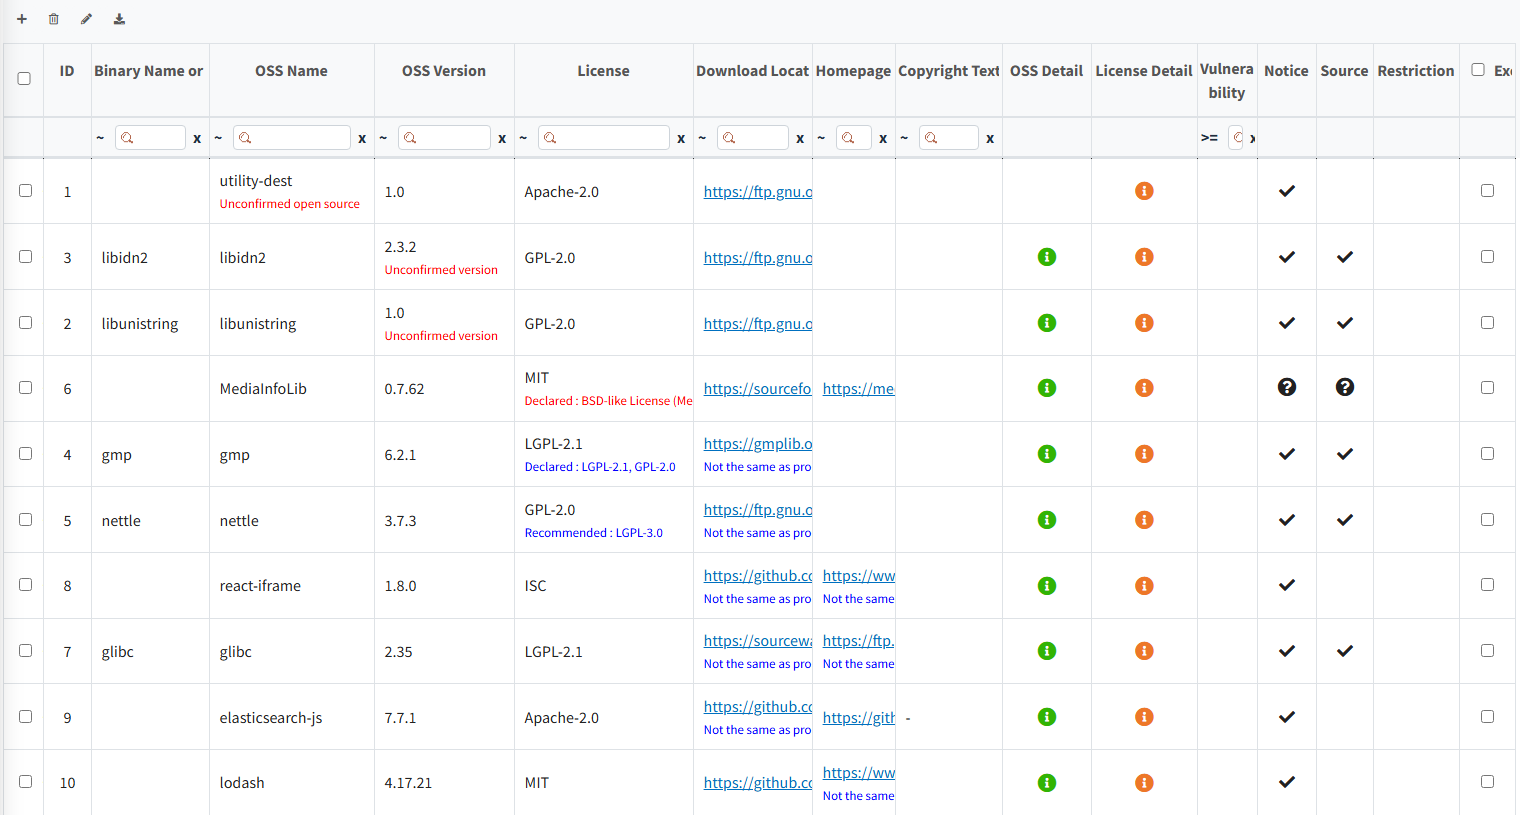 ID Binary Name or OSS Name OSS Version License Download Locat Homepage Copyright Text OSS Detail License Detail Vulnera Notice Source Restriction Exc
bility
~ x ~ x ~ x ~ x ~ x ~ x ~ x >= x
1 utility-dest 1.0 Apache-2.0 https://ftp.gnu.o
Unconfirmed open source
3 libidn2 libidn2 2.3.2 GPL-2.0 https://ftp.gnu.o
Unconfirmed version
2 libunistring libunistring 1.0 GPL-2.0 https://ftp.gnu.o
Unconfirmed version
6 MediaInfoLib 0.7.62 MIT https://sourcefo https://me
Declared : BSD-like License (Me
4 gmp gmp 6.2.1 LGPL-2.1 https://gmplib.o
Declared : LGPL-2.1, GPL-2.0 Not the same as pro
5 nettle nettle 3.7.3 GPL-2.0 https://ftp.gnu.o
Recommended : LGPL-3.0 Not the same as pro
8 react-iframe 1.8.0 ISC https://github.cc https://ww
Not the same as pro Not the same
7 glibc glibc 2.35 LGPL-2.1 https://sourcewa https://ftp.
Not the same as pro Not the same
9 elasticsearch-js 7.7.1 Apache-2.0 https://github.cc https://gith -
Not the same as pro
10 lodash 4.17.21 MIT https://github.cc https://ww
Not the same